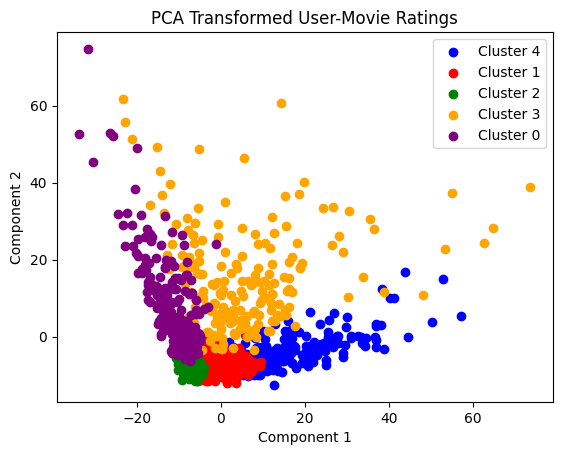 PCA Transformed User-Movie Ratings
Cluster 4
Cluster 1
Cluster 2
Cluster 3
Cluster 0
Component 2
60
40
20
0
−20 0 20 40 60
Component 1